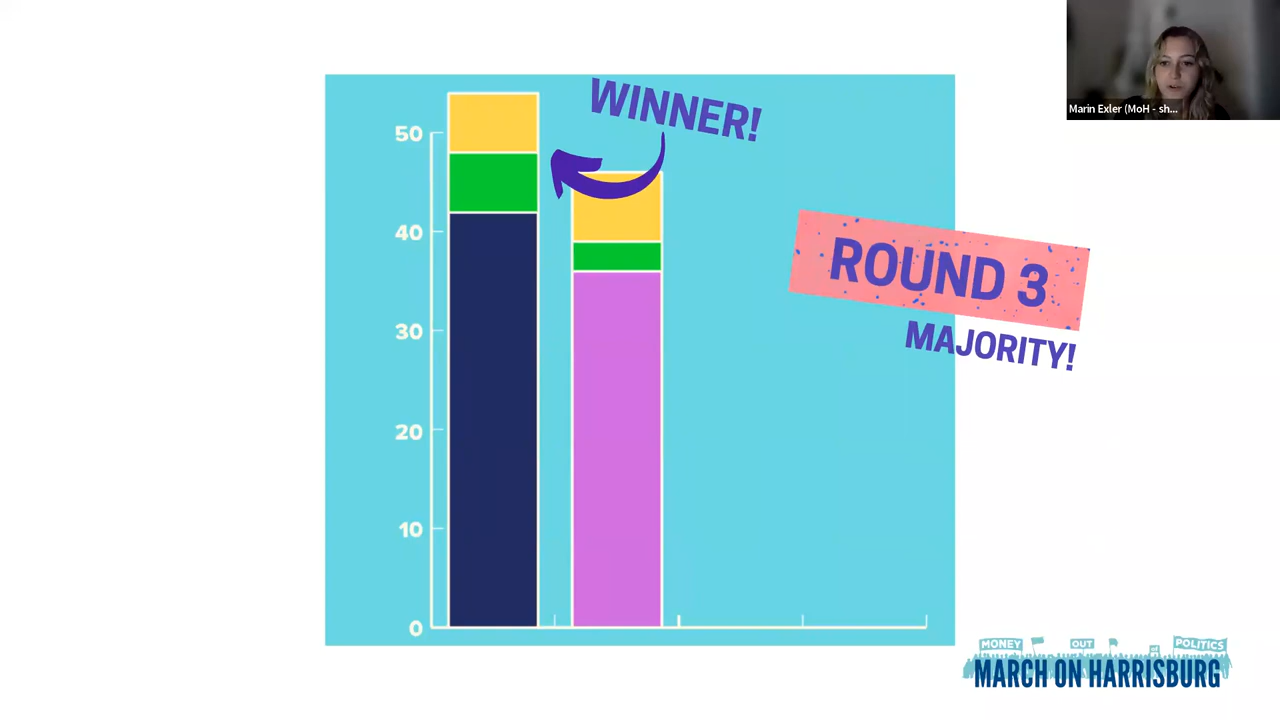 Marin Exler (MoH - sh...
WINNER!
50
40
30
20
10
0
ROUND 3
MAJORITY!
MONEY OUT OF POLITICS
MARCH ON HARRISBURG